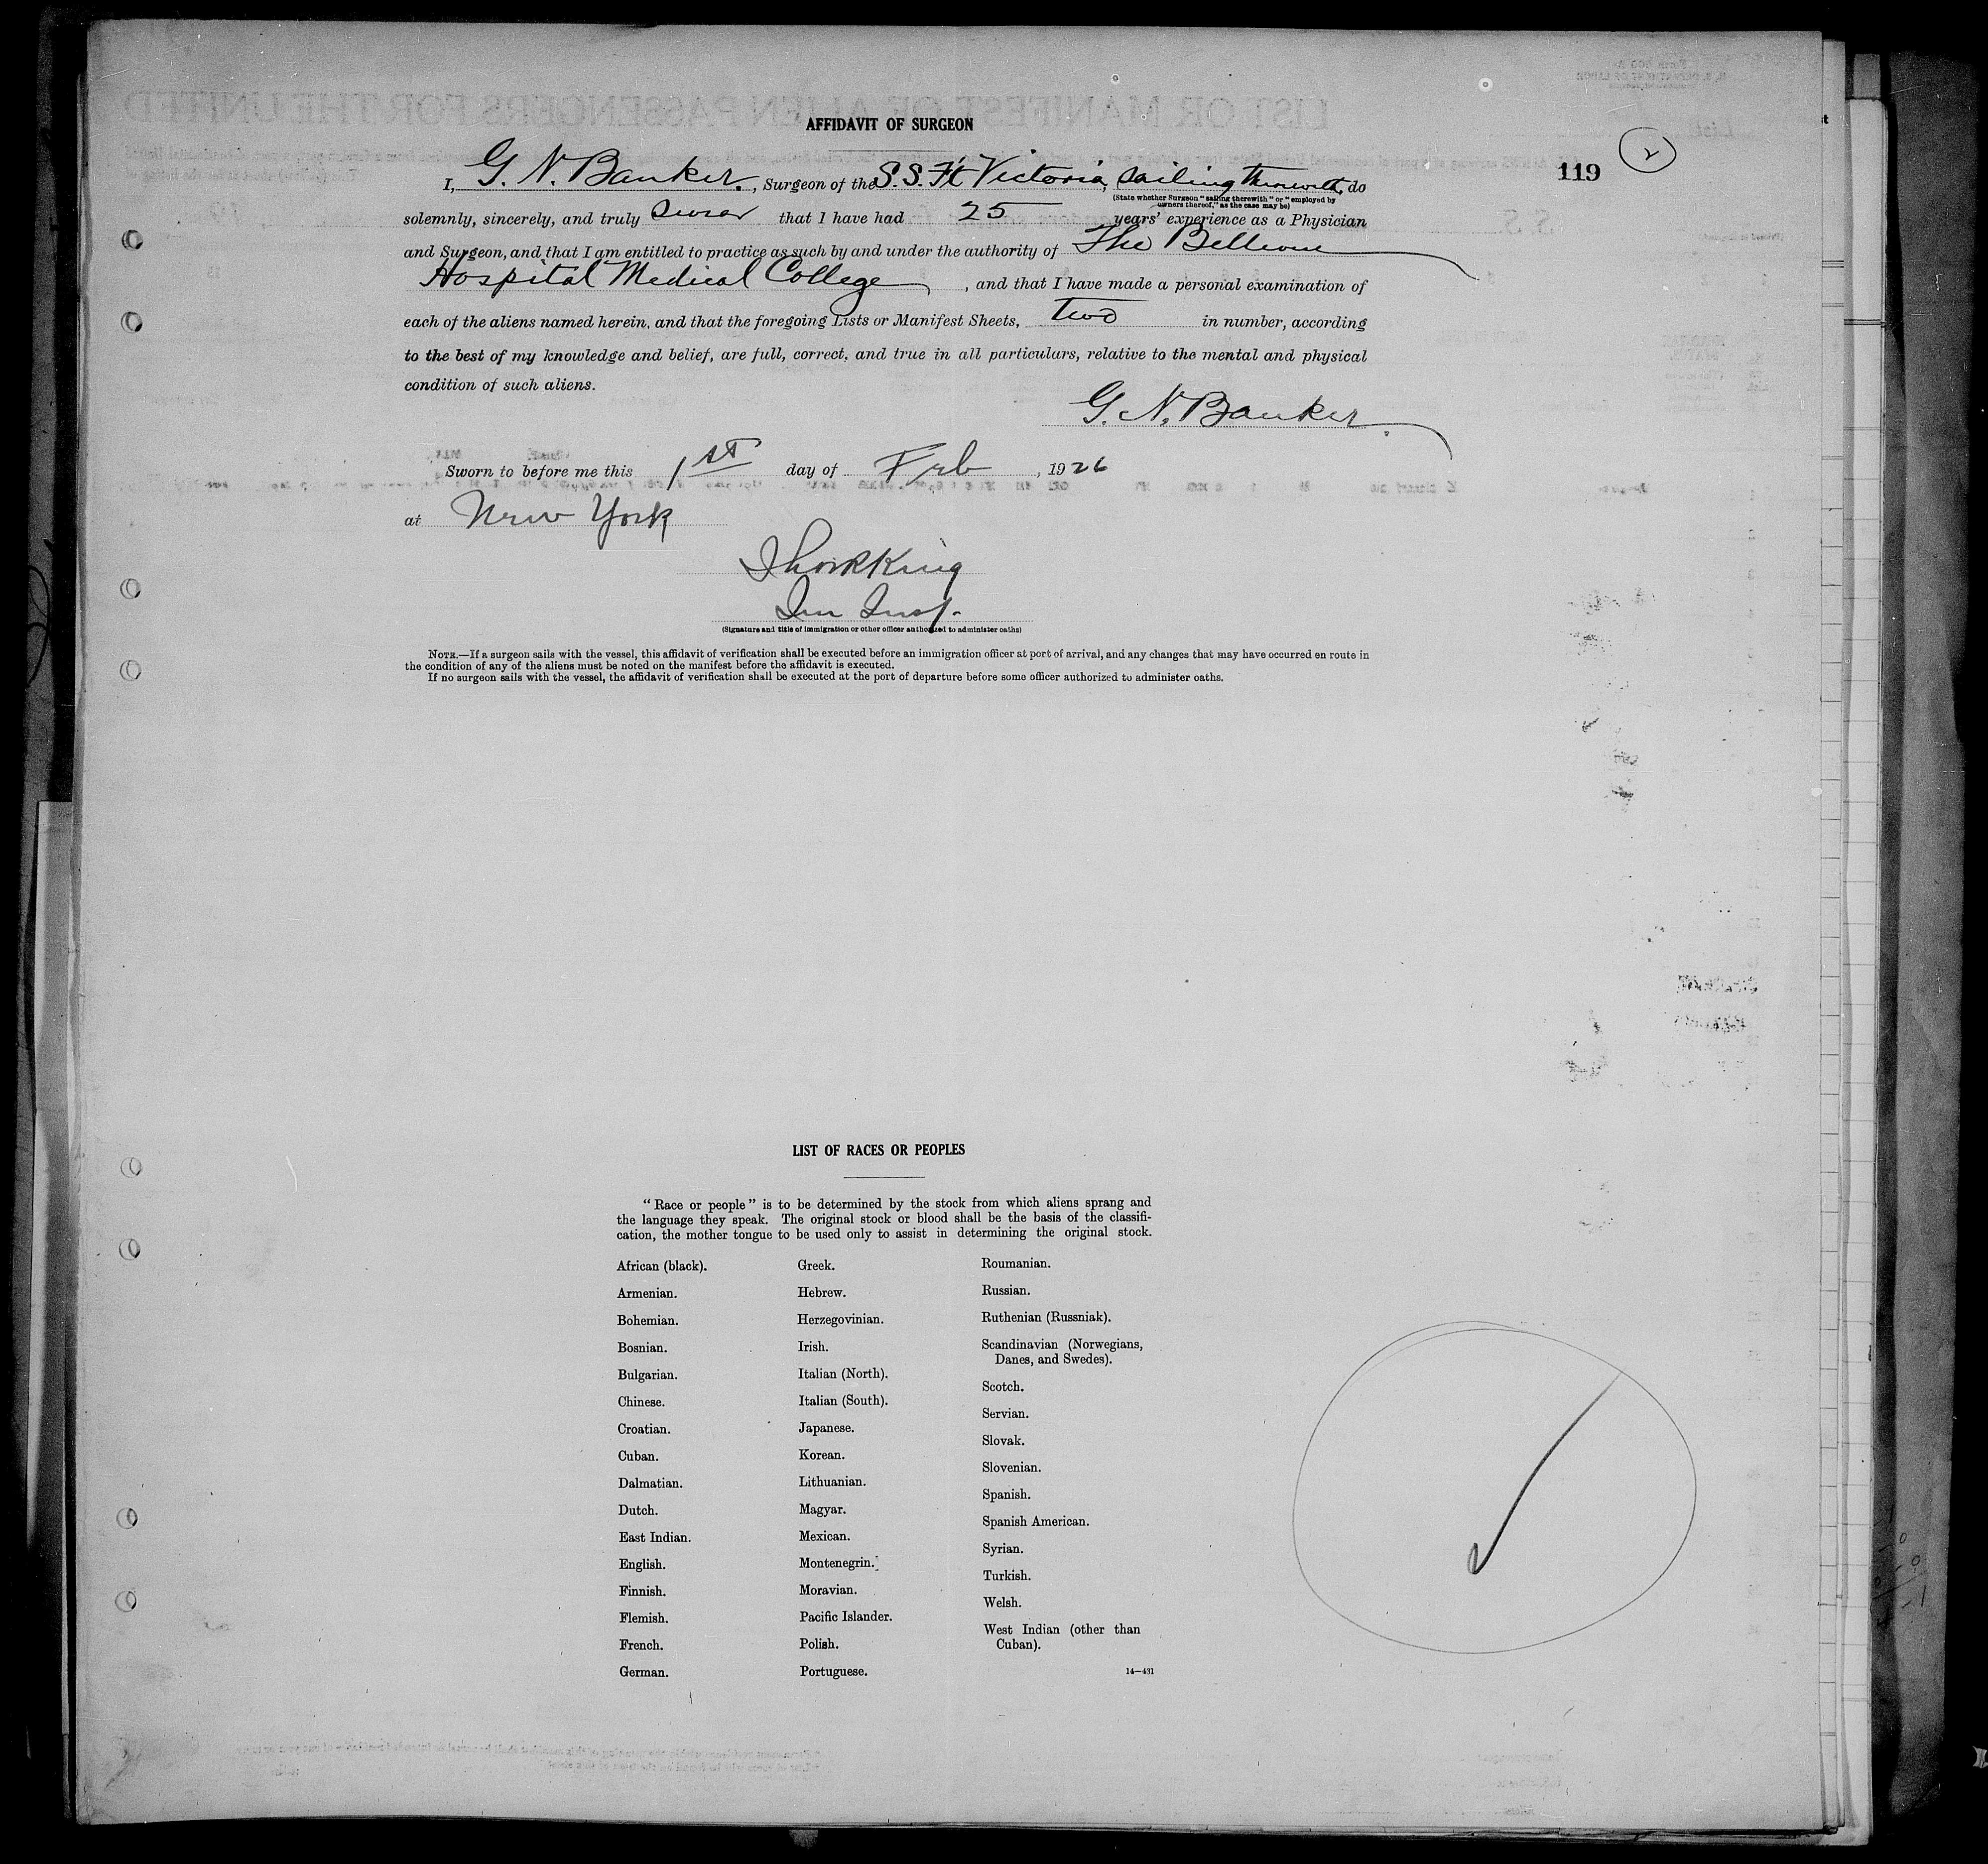 AFFIDAVIT OF SURGEON
119
2
I, G. N. Banker, Surgeon of the S.S. Ft Victoria, sailing therewith, do
(State whether Surgeon "sailing therewith" or "employed by
owners thereof," as the case may be)
solemnly, sincerely, and truly swear that I have had 25 years' experience as a Physician
and Surgeon, and that I am entitled to practice as such by and under the authority of The Bellevue
Hospital Medical College, and that I have made a personal examination of
each of the aliens named herein, and that the foregoing Lists or Manifest Sheets, two in number, according
to the best of my knowledge and belief, are full, correct, and true in all particulars, relative to the mental and physical
condition of such aliens.
G. N. Banker
Sworn to before me this 1st day of Feb, 1926
at New York
King
Im Insp.
(Signature and title of immigration or other officer authorized to administer oaths)
NOTE.—If a surgeon sails with the vessel, this affidavit of verification shall be executed before an immigration officer at port of arrival, and any changes that may have occurred en route in
the condition of any of the aliens must be noted on the manifest before the affidavit is executed.
If no surgeon sails with the vessel, the affidavit of verification shall be executed at the port of departure before some officer authorized to administer oaths.
LIST OF RACES OR PEOPLES
"Race or people" is to be determined by the stock from which aliens sprang and
the language they speak. The original stock or blood shall be the basis of the classifi-
cation, the mother tongue to be used only to assist in determining the original stock.
African (black).
Armenian.
Bohemian.
Bosnian.
Bulgarian.
Chinese.
Croatian.
Cuban.
Dalmatian.
Dutch.
East Indian.
English.
Finnish.
Flemish.
French.
German.
Greek.
Hebrew.
Herzegovinian.
Irish.
Italian (North).
Italian (South).
Japanese.
Korean.
Lithuanian.
Magyar.
Mexican.
Montenegrin.
Moravian.
Pacific Islander.
Polish.
Portuguese.
Roumanian.
Russian.
Ruthenian (Russniak).
Scandinavian (Norwegians,
Danes, and Swedes).
Scotch.
Servian.
Slovak.
Slovenian.
Spanish.
Spanish American.
Syrian.
Turkish.
Welsh.
West Indian (other than
Cuban).
14—431